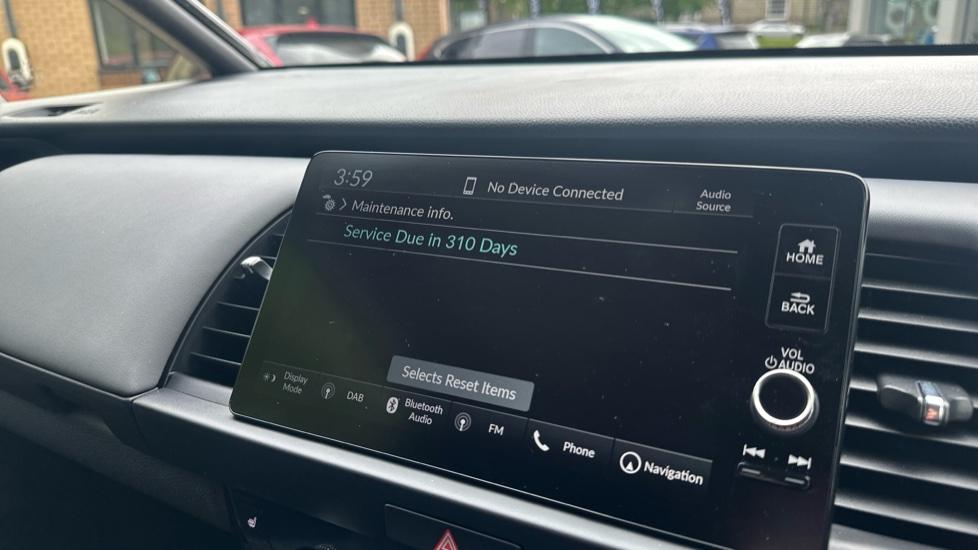 3:59
No Device Connected
Audio
Source
Maintenance info.
Service Due in 310 Days
HOME
BACK
VOL
AUDIO
Selects Reset Items
Display
Mode
DAB
Bluetooth
Audio
FM
Phone
Navigation